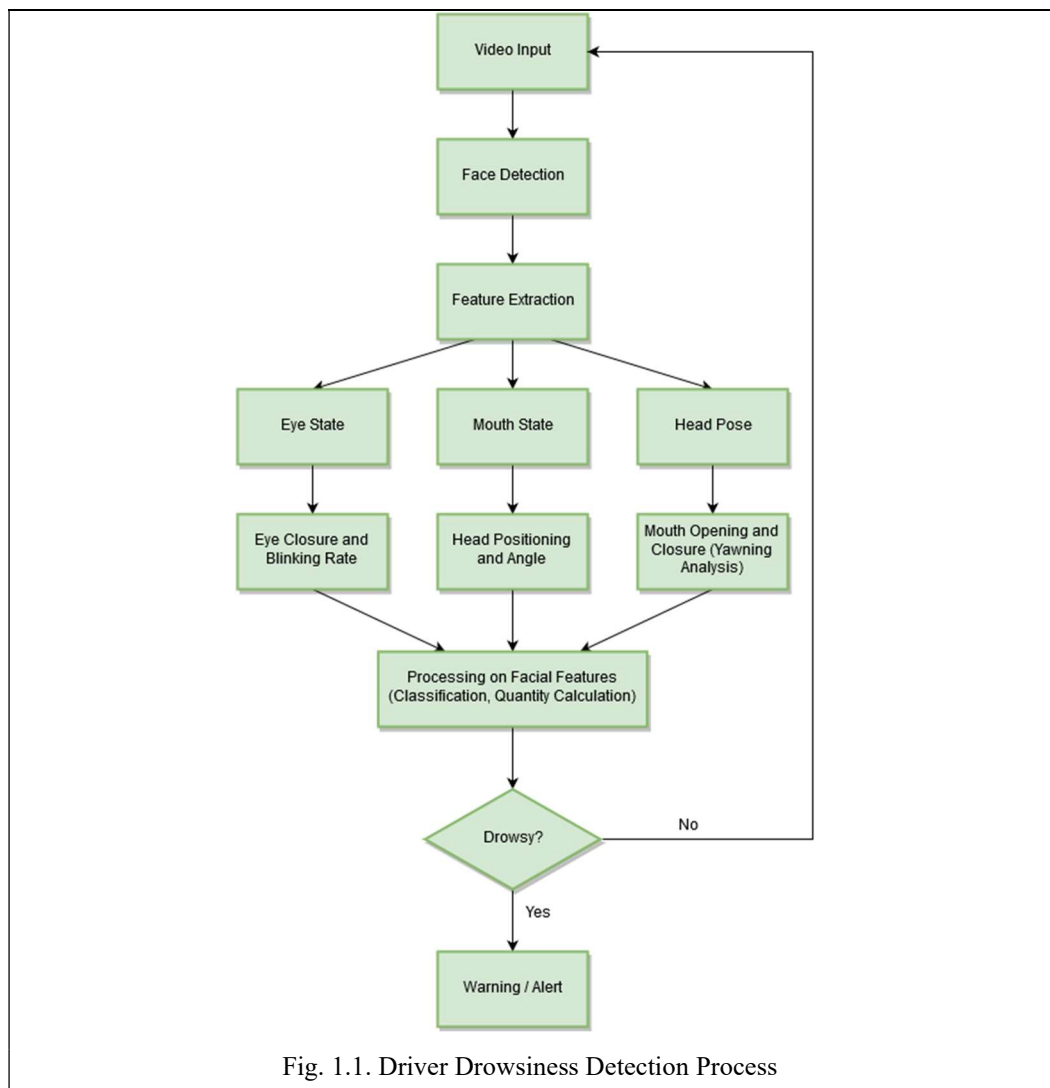 Video Input
Face Detection
Feature Extraction
Eye State
Mouth State
Head Pose
Eye Closure and
Blinking Rate
Head Positioning
and Angle
Mouth Opening and
Closure (Yawning
Analysis)
Processing on Facial Features
(Classification, Quantity Calculation)
Drowsy?
No
Yes
Warning / Alert
Fig. 1.1. Driver Drowsiness Detection Process